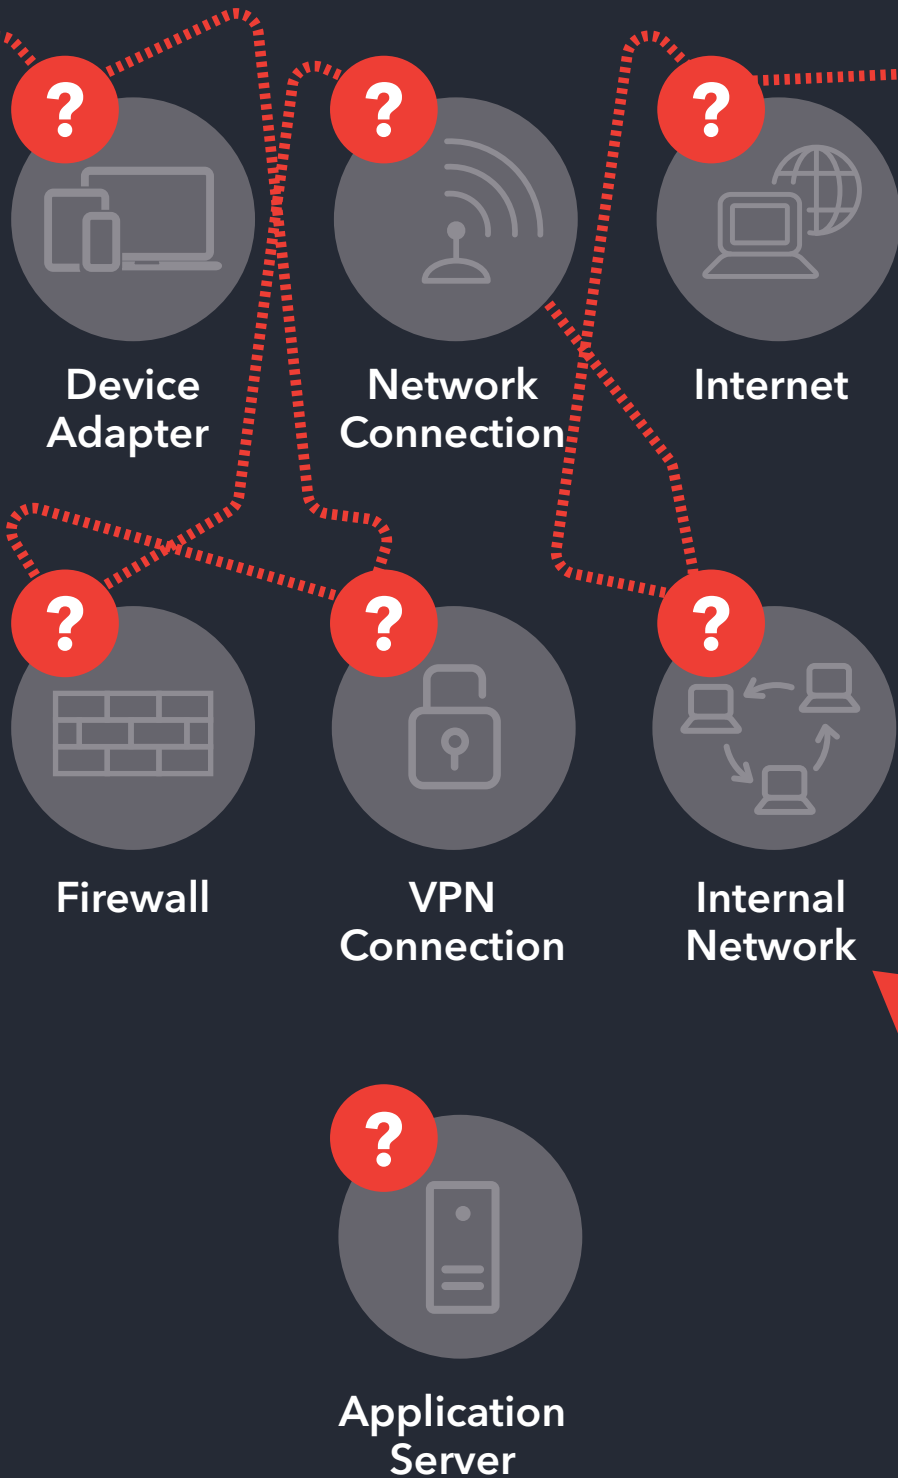 ?
?
?
Device
Adapter
Network
Connection
Internet
?
?
?
Firewall
VPN
Connection
Internal
Network
?
Application
Server